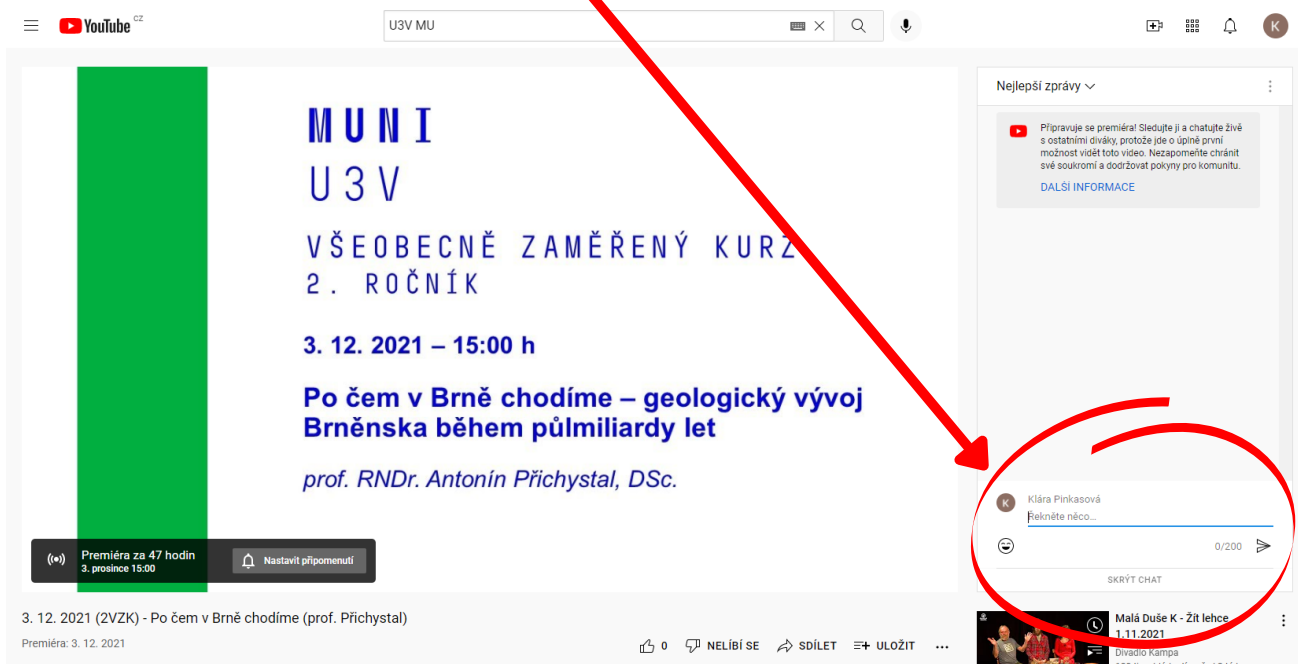 YouTube CZ
U3V MU
K
MUNI
U3V
VŠEOBECNĚ ZAMĚŘENÝ KURZ
2. ROČNÍK
3. 12. 2021 – 15:00 h
Po čem v Brně chodíme – geologický vývoj
Brněnska během půlmiliardy let
prof. RNDr. Antonín Přichystal, DSc.
Premiéra za 47 hodin
3. prosince 15:00
Nastavit připomenutí
3. 12. 2021 (2VZK) - Po čem v Brně chodíme (prof. Přichystal)
Premiéra: 3. 12. 2021
0 NELÍBÍ SE SDÍLET ULOŽIT
Nejlepší zprávy
Připravuje se premiéra! Sledujte ji a chatujte živě
s ostatními diváky, protože jde o úplně první
možnost vidět toto video. Nezapomeňte chránit
své soukromí a dodržovat pokyny pro komunitu.
DALŠÍ INFORMACE
K
Klára Pinkasová
Řekněte něco...
0/200
SKRÝT CHAT
Malá Duše K - Žít lehce
1.11.2021
Divadlo Kampa